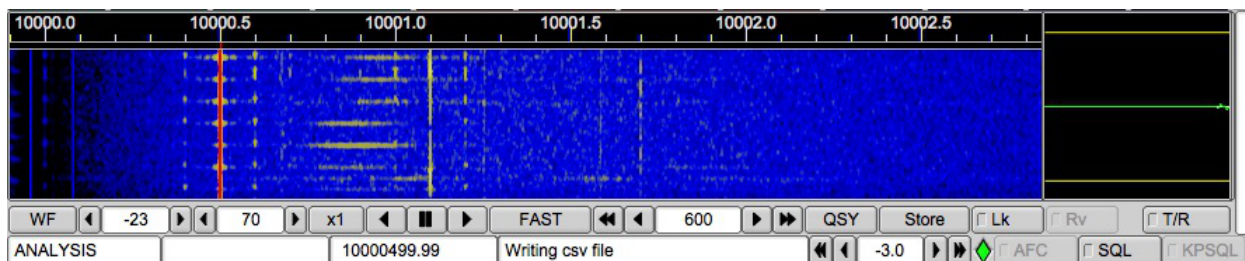 10000.0 10000.5 10001.0 10001.5 10002.0 10002.5
WF -23 70 x1 FAST 600 QSY Store Lk Rv T/R
ANALYSIS 10000499.99 Writing csv file -3.0 AFC SQL KPSQL